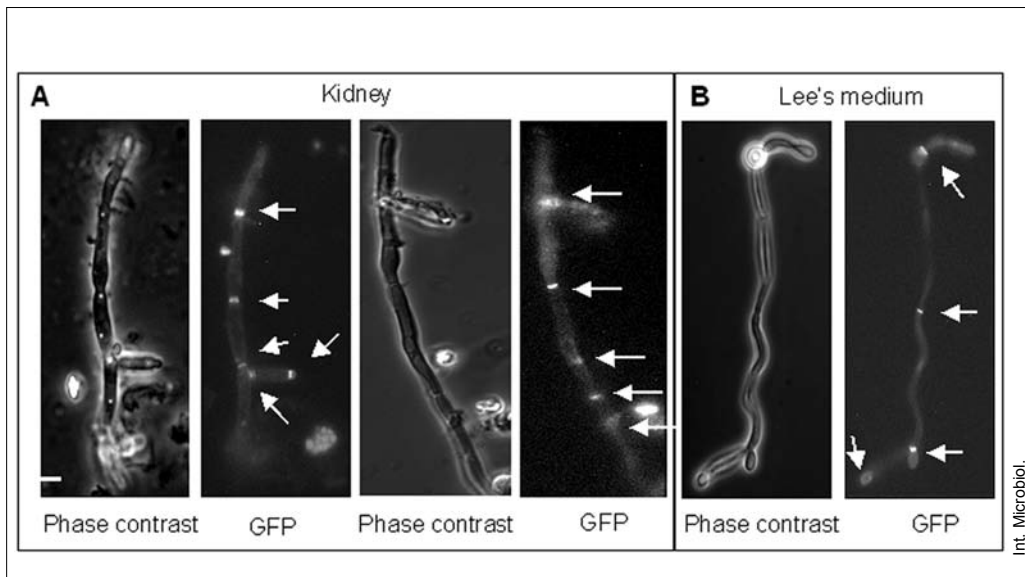 A
Kidney
B
Lee's medium
Phase contrast
GFP
Phase contrast
GFP
Phase contrast
GFP
Int. Microbiol.